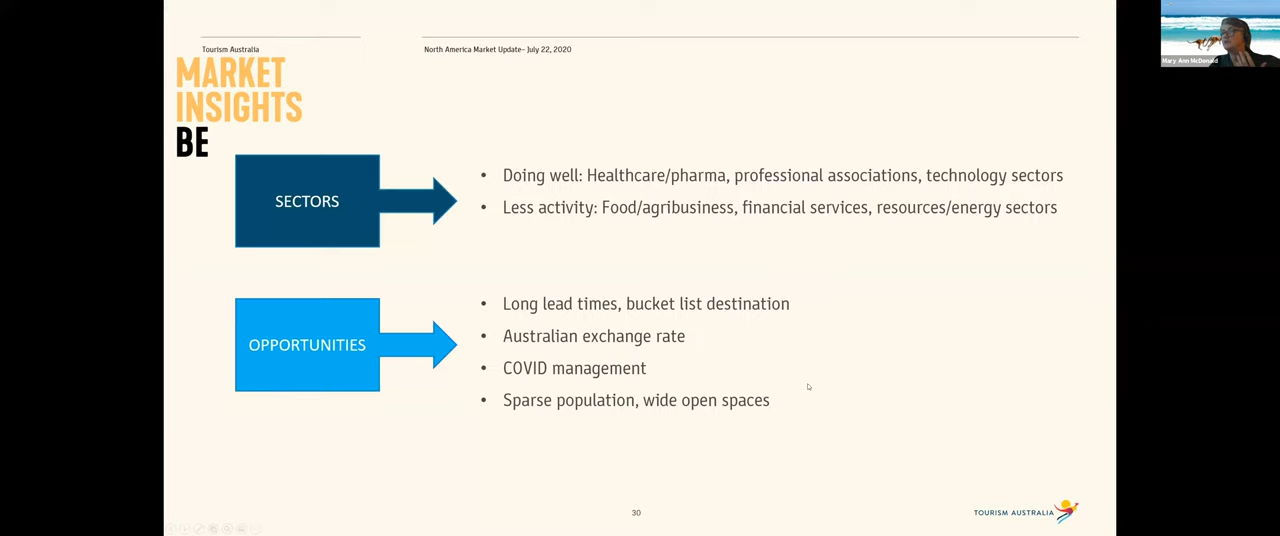 Tourism Australia
North America Market Update– July 22, 2020
MARKET
INSIGHTS
BE
SECTORS
• Doing well: Healthcare/pharma, professional associations, technology sectors
• Less activity: Food/agribusiness, financial services, resources/energy sectors
OPPORTUNITIES
• Long lead times, bucket list destination
• Australian exchange rate
• COVID management
• Sparse population, wide open spaces
30
TOURISM AUSTRALIA
Mary Ann McDonald